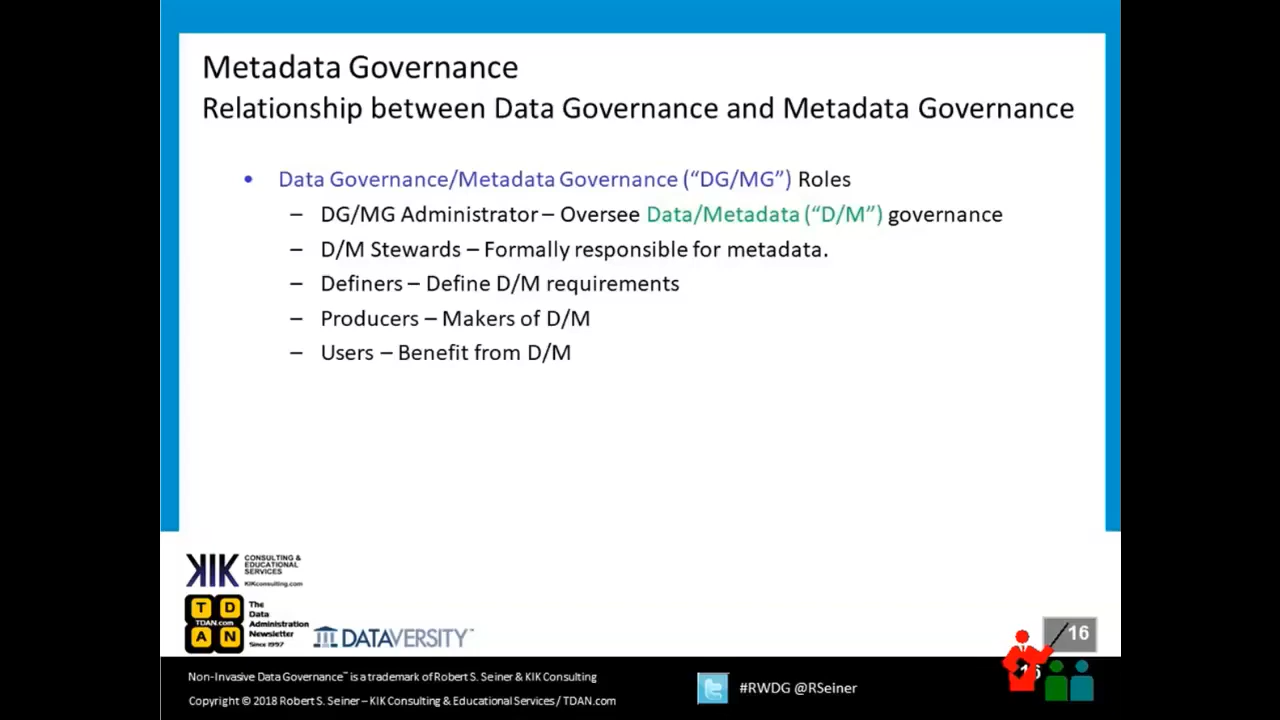 Metadata Governance
Relationship between Data Governance and Metadata Governance
• Data Governance/Metadata Governance (“DG/MG”) Roles
– DG/MG Administrator – Oversee Data/Metadata (“D/M”) governance
– D/M Stewards – Formally responsible for metadata.
– Definers – Define D/M requirements
– Producers – Makers of D/M
– Users – Benefit from D/M
KIK
CONSULTING &
EDUCATIONAL
SERVICES
KIKconsulting.com
T D
TDAN.com
A N
The
Data
Administration
Newsletter
Since 1997
DATAVERSITY™
16
Non-Invasive Data Governance™ is a trademark of Robert S. Seiner & KIK Consulting
Copyright © 2018 Robert S. Seiner – KIK Consulting & Educational Services / TDAN.com
#RWDG @RSeiner